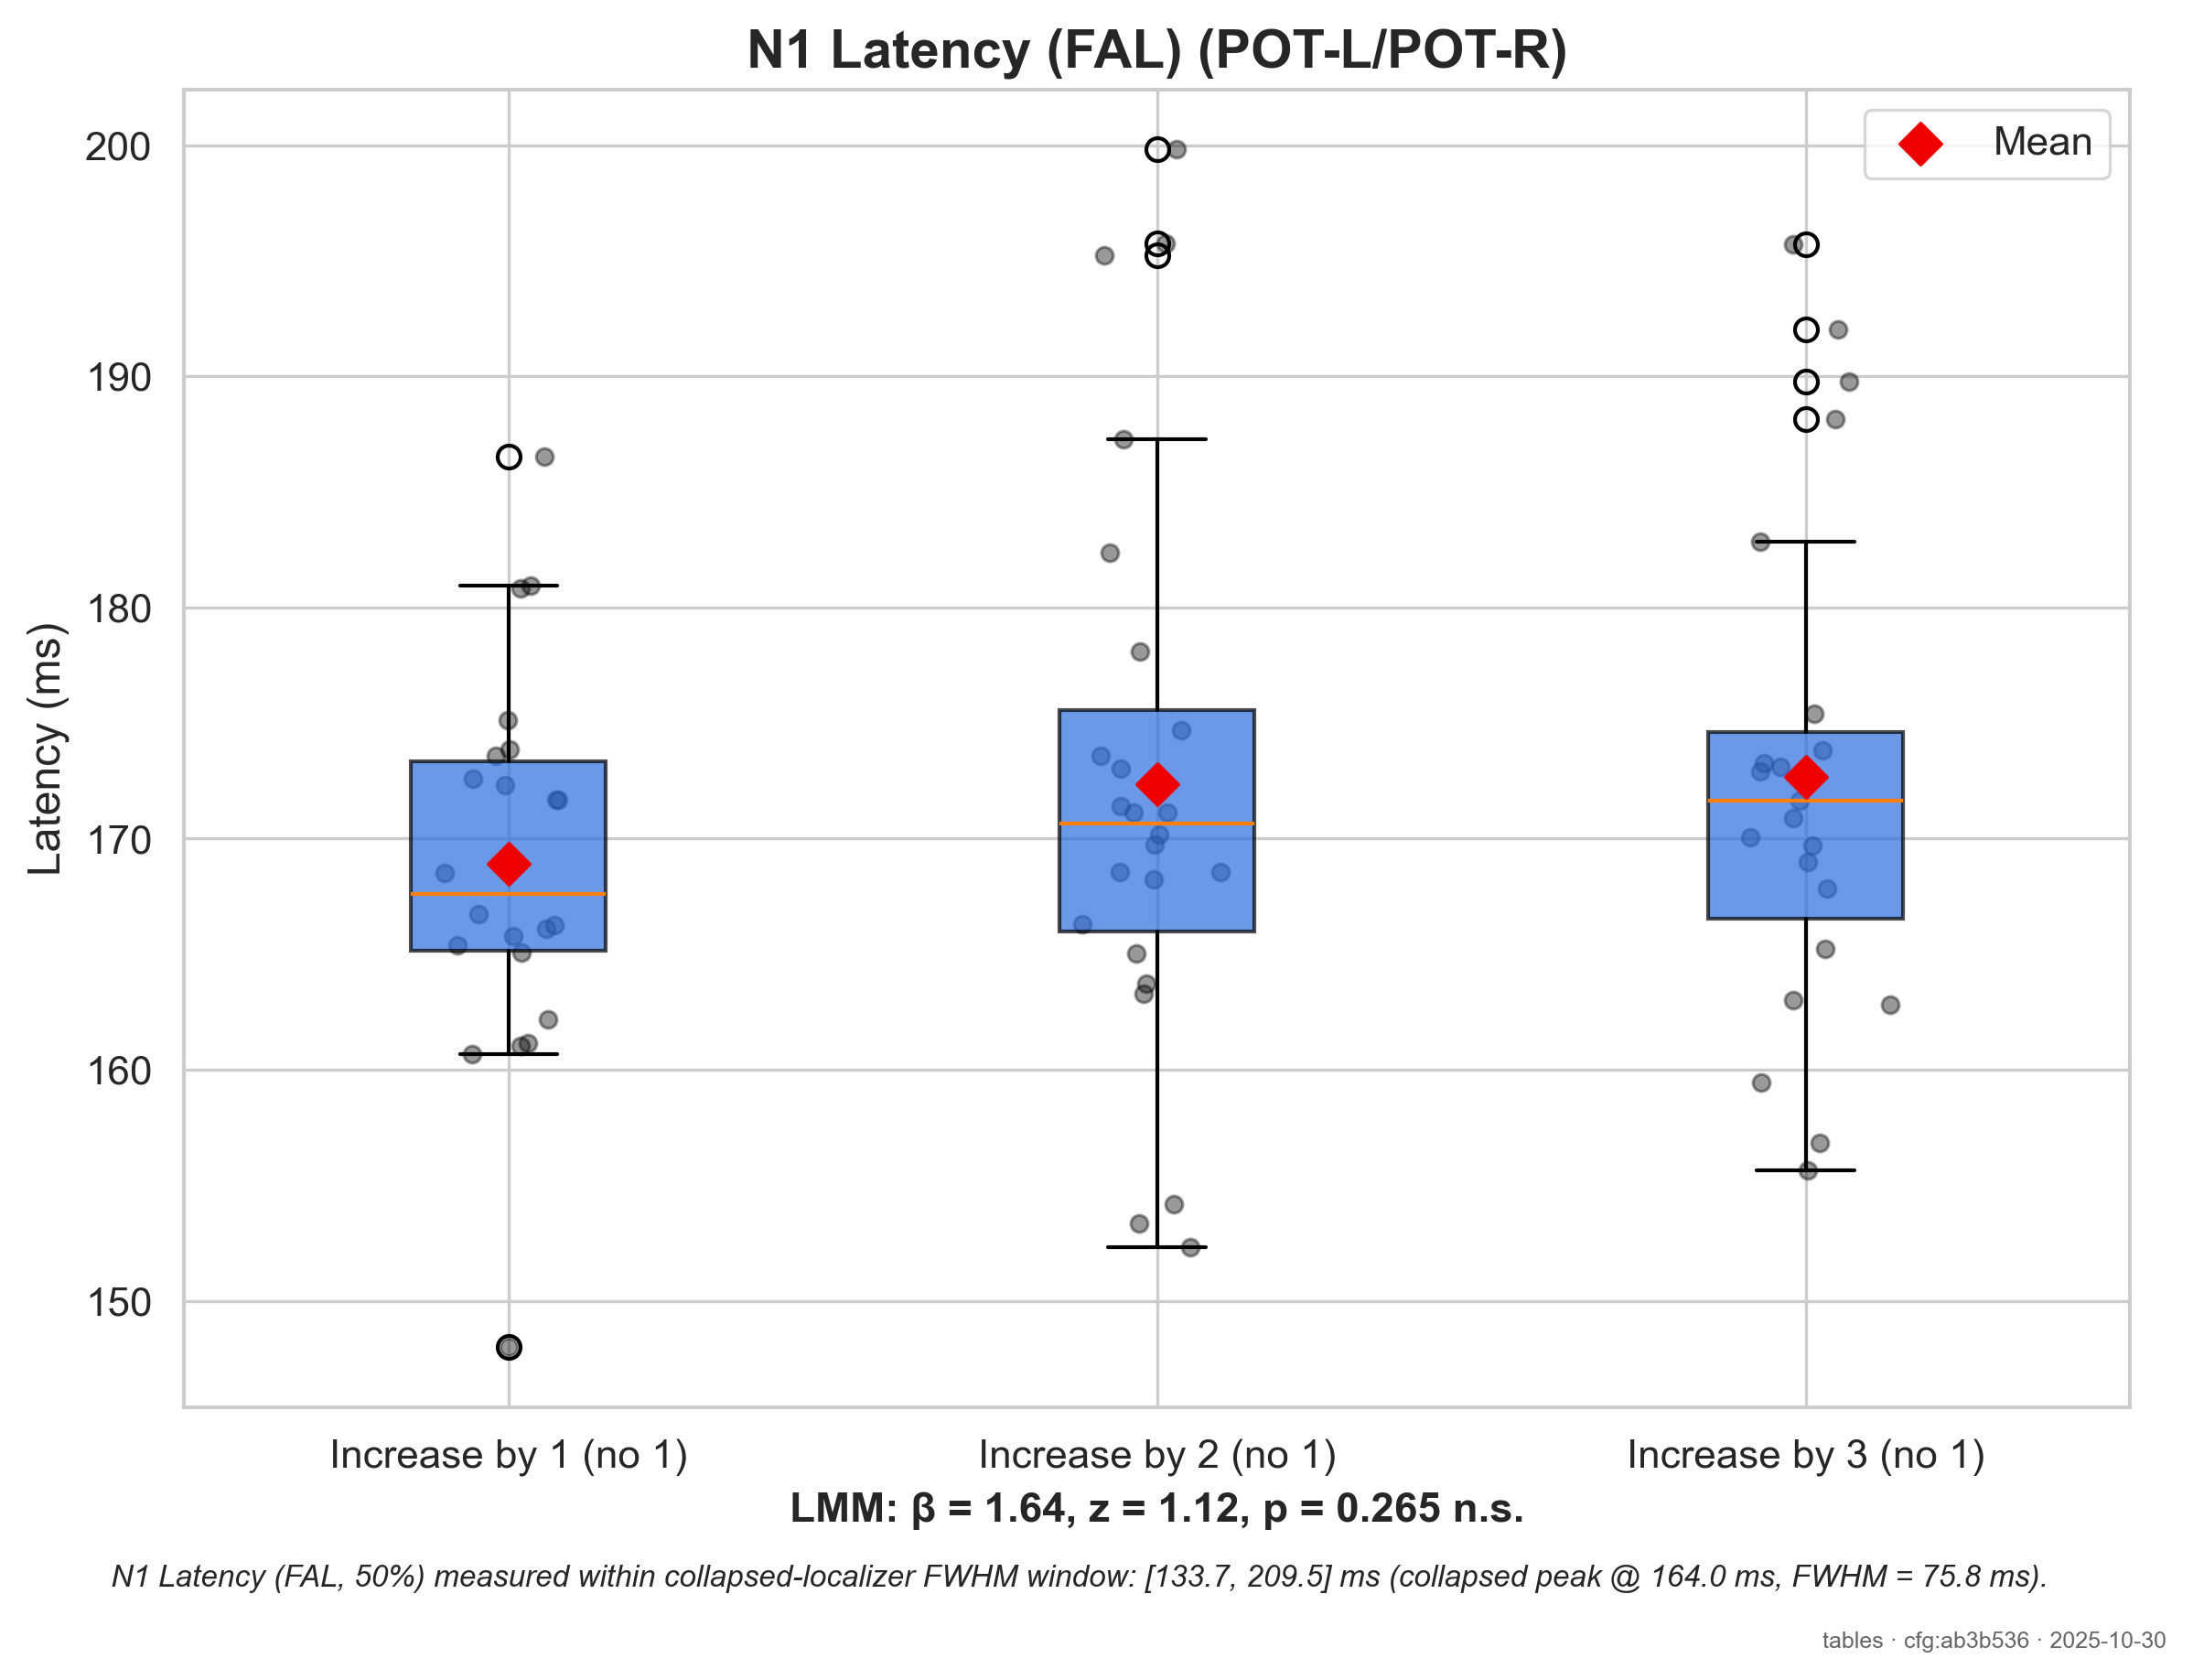 N1 Latency (FAL) (POT-L/POT-R)
Mean
Latency (ms)
200
190
180
170
160
150
Increase by 1 (no 1)
Increase by 2 (no 1)
Increase by 3 (no 1)
LMM: β = 1.64, z = 1.12, p = 0.265 n.s.
N1 Latency (FAL, 50%) measured within collapsed-localizer FWHM window: [133.7, 209.5] ms (collapsed peak @ 164.0 ms, FWHM = 75.8 ms).
tables · cfg:ab3b536 · 2025-10-30